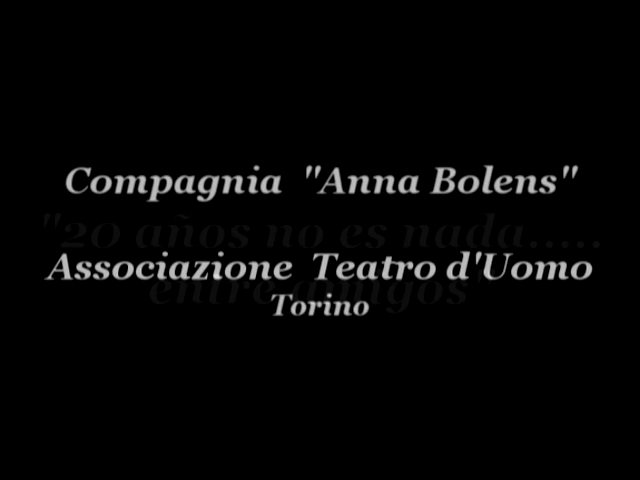 Compagnia "Anna Bolens"
"20 años no es nada.....
Associazione Teatro d'Uomo
entre amigos"
Torino